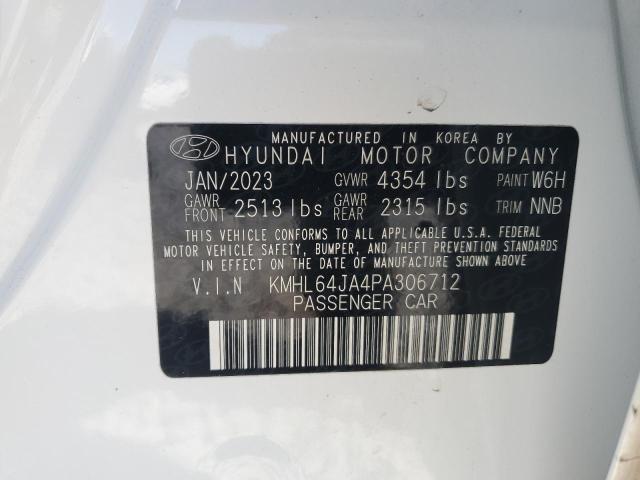 MANUFACTURED IN KOREA BY
HYUNDAI MOTOR COMPANY
JAN/2023 GVWR 4354 lbs PAINT W6H
GAWR FRONT 2513 lbs GAWR REAR 2315 lbs TRIM NNB
THIS VEHICLE CONFORMS TO ALL APPLICABLE U.S.A. FEDERAL
MOTOR VEHICLE SAFETY, BUMPER, AND THEFT PREVENTION STANDARDS
IN EFFECT ON THE DATE OF MANUFACTURE SHOWN ABOVE.
V.I.N KMHL64JA4PA306712
PASSENGER CAR